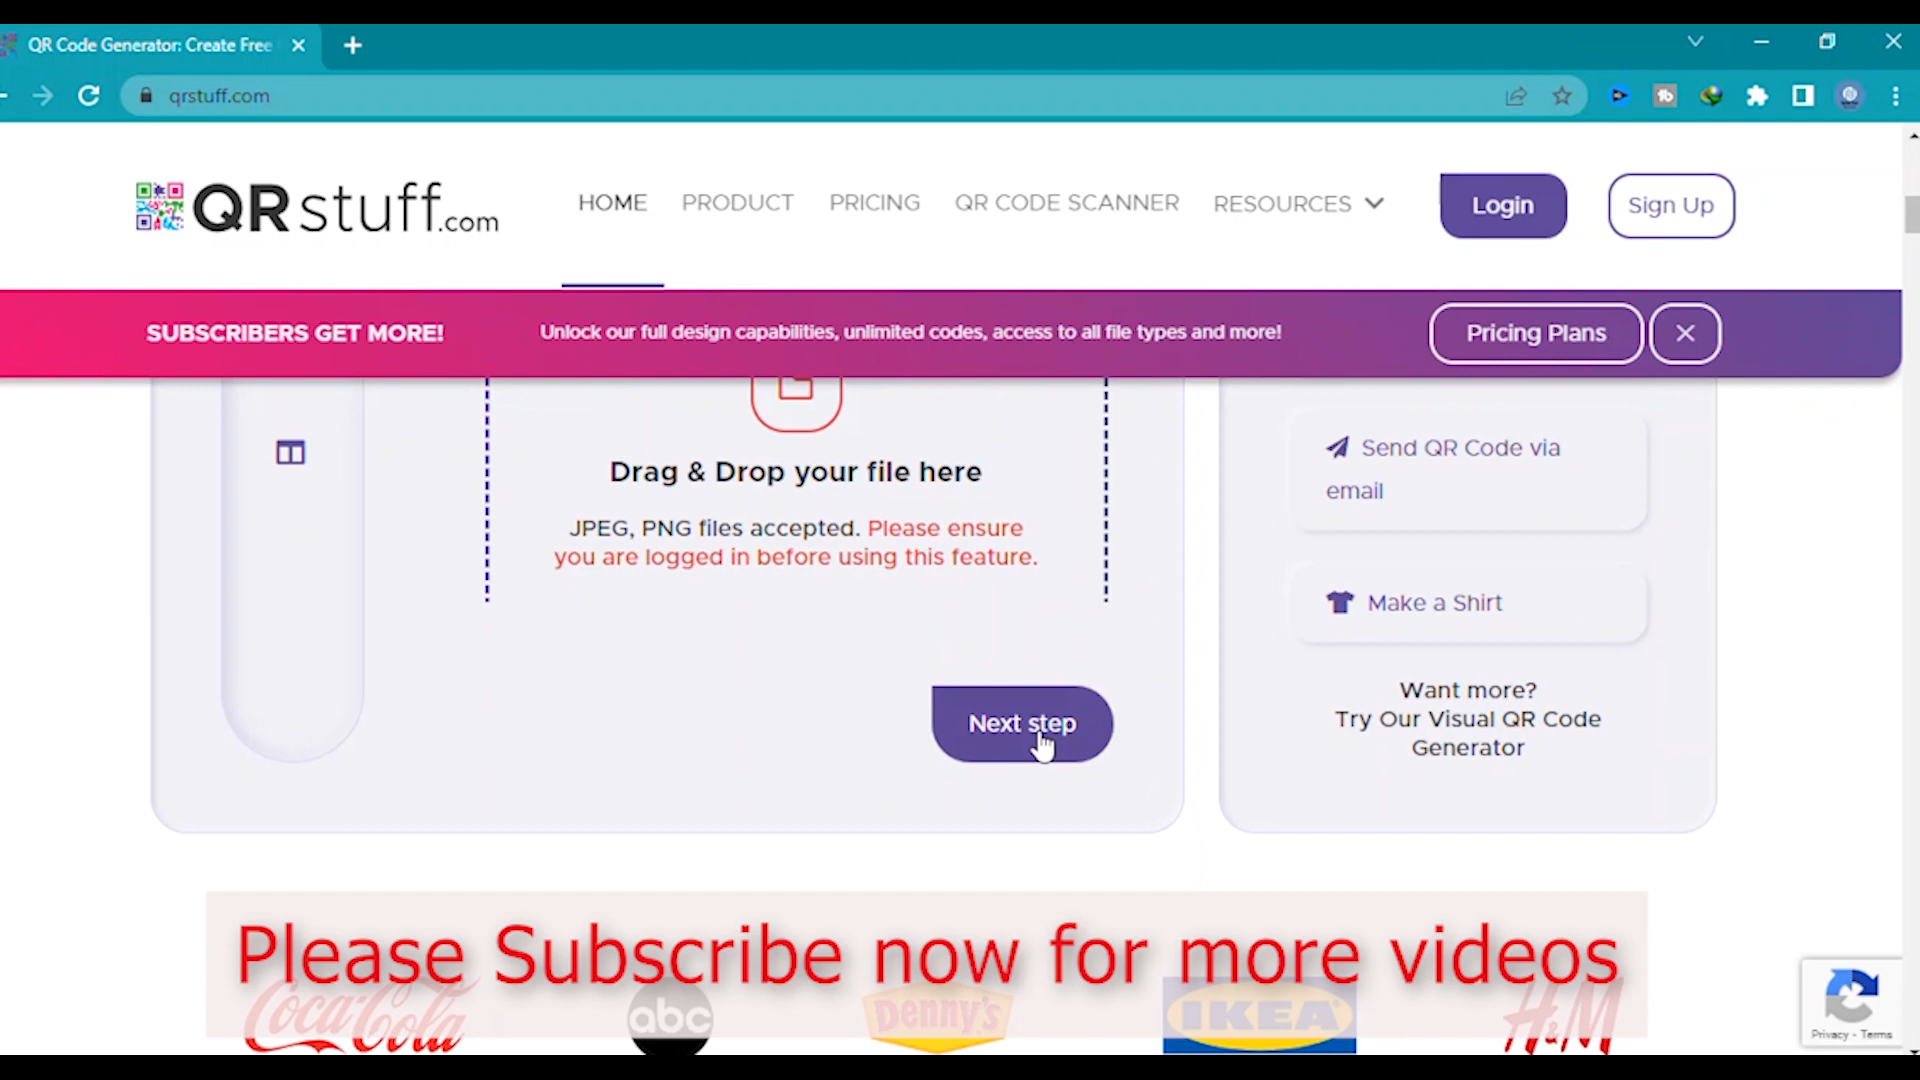 QR Code Generator: Create Free
qrstuff.com
QRstuff.com
HOME
PRODUCT
PRICING
QR CODE SCANNER
RESOURCES
Login
Sign Up
SUBSCRIBERS GET MORE!
Unlock our full design capabilities, unlimited codes, access to all file types and more!
Pricing Plans
Drag & Drop your file here
JPEG, PNG files accepted. Please ensure
you are logged in before using this feature.
Next step
Send QR Code via
email
Make a Shirt
Want more?
Try Our Visual QR Code
Generator
Please Subscribe now for more videos
Coca-Cola
abc
Denny's
IKEA
H&M
Privacy - Terms